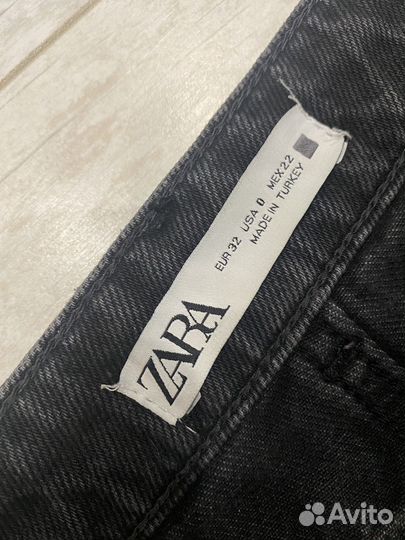 ZARA
EUR 32 USA 0 MEX 22
MADE IN TURKEY
Avito